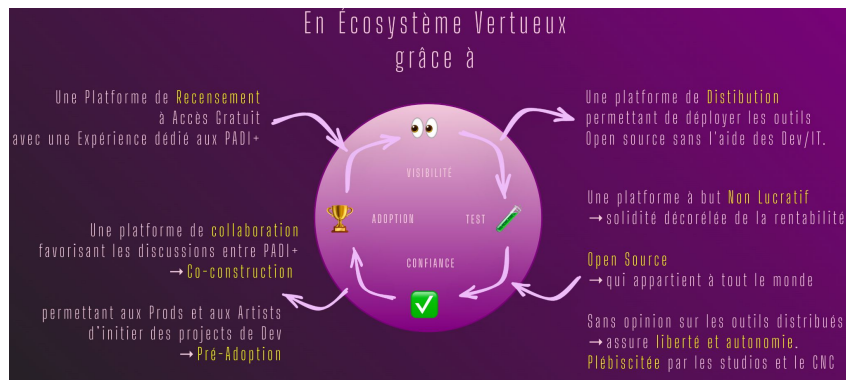 En Écosystème Vertueux
grâce à
Une Platforme de Recensement
à Accès Gratuit
avec une Expérience dédié aux PADI+
Une plateforme de collaboration
favorisant les discussions entre PADI+
→ Co-construction
permettant aux Prods et aux Artists
d'initier des projects de Dev
→ Pré-Adoption
VISIBILITÉ
ADOPTION
TEST
CONFIANCE
Une plateforme de Distibution
permettant de déployer les outils
Open source sans l'aide des Dev/IT.
Une platforme à but Non Lucratif
→ solidité décorélée de la rentabilité
Open Source
→ qui appartient à tout le monde
Sans opinion sur les outils distribués
→ assure liberté et autonomie.
Plébiscitée par les studios et le CNC